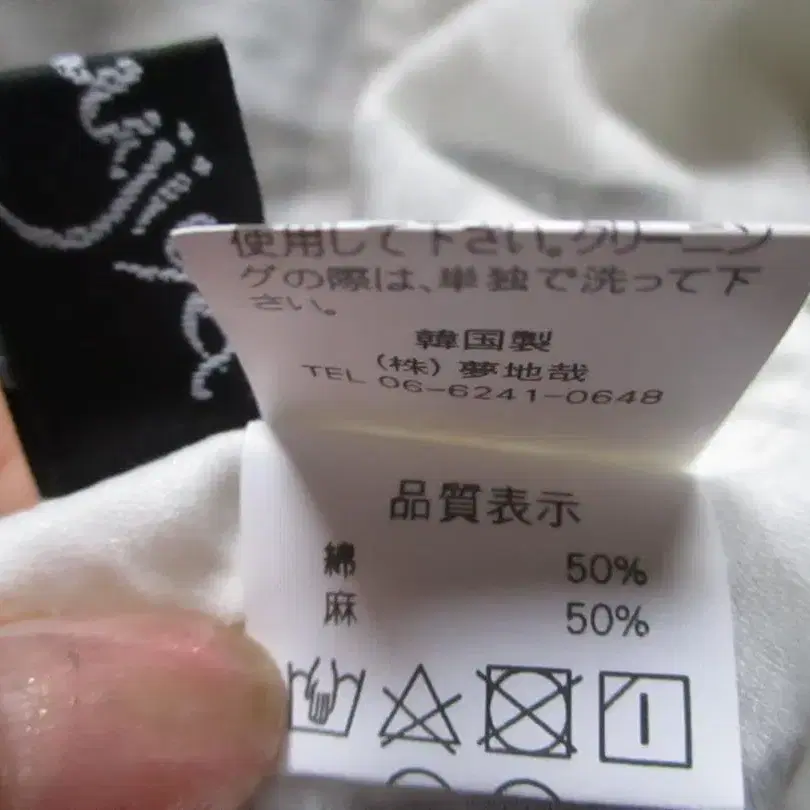 使用して下さい。クリーニン
グの際は、単独で洗って下
さい。
韓国製
(株) 夢地哉
TEL 06-6241-0648
品質表示
綿 50%
麻 50%